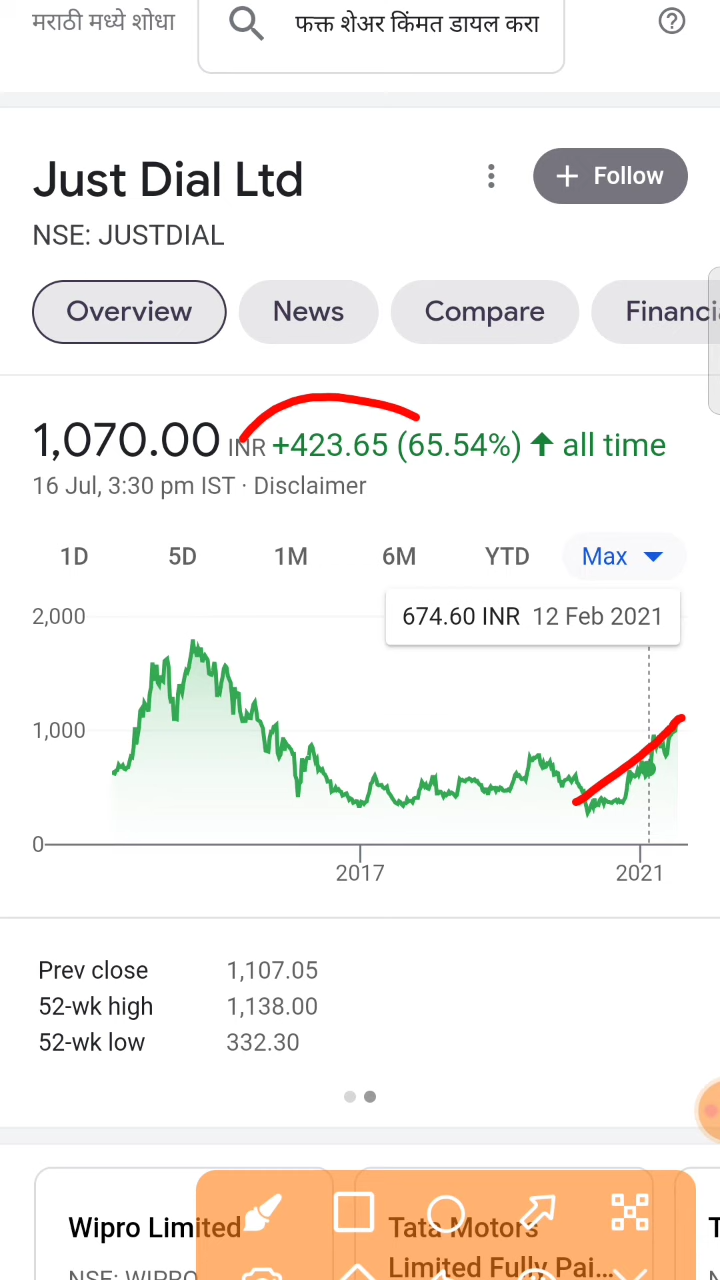 मराठी मध्ये शोधा
फक्त शेअर किंमत डायल करा
Just Dial Ltd
Follow
NSE: JUSTDIAL
Overview
News
Compare
Financi
1,070.00 INR +423.65 (65.54%) ↑ all time
16 Jul, 3:30 pm IST · Disclaimer
1D
5D
1M
6M
YTD
Max
674.60 INR 12 Feb 2021
2,000
1,000
0
2017
2021
Prev close 1,107.05
52-wk high 1,138.00
52-wk low 332.30
Wipro Limited
NSE: WIPRO
Tata Motors
Limited Fully Pai...
T